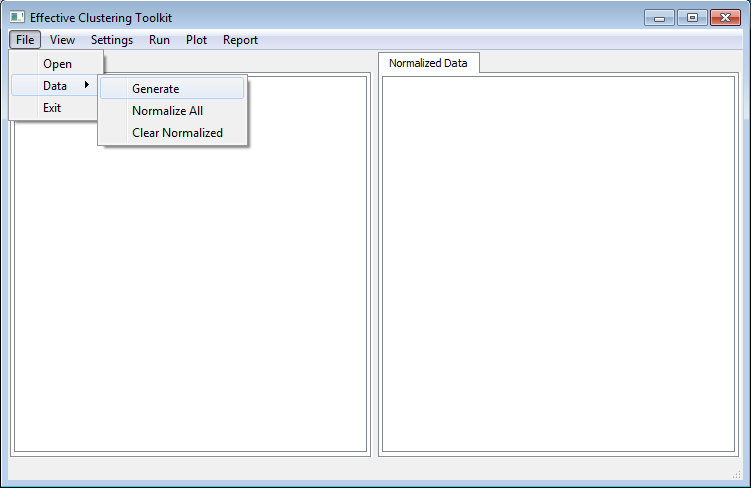 Effective Clustering Toolkit
File View Settings Run Plot Report
Open
Data
Exit
Generate
Normalize All
Clear Normalized
Normalized Data